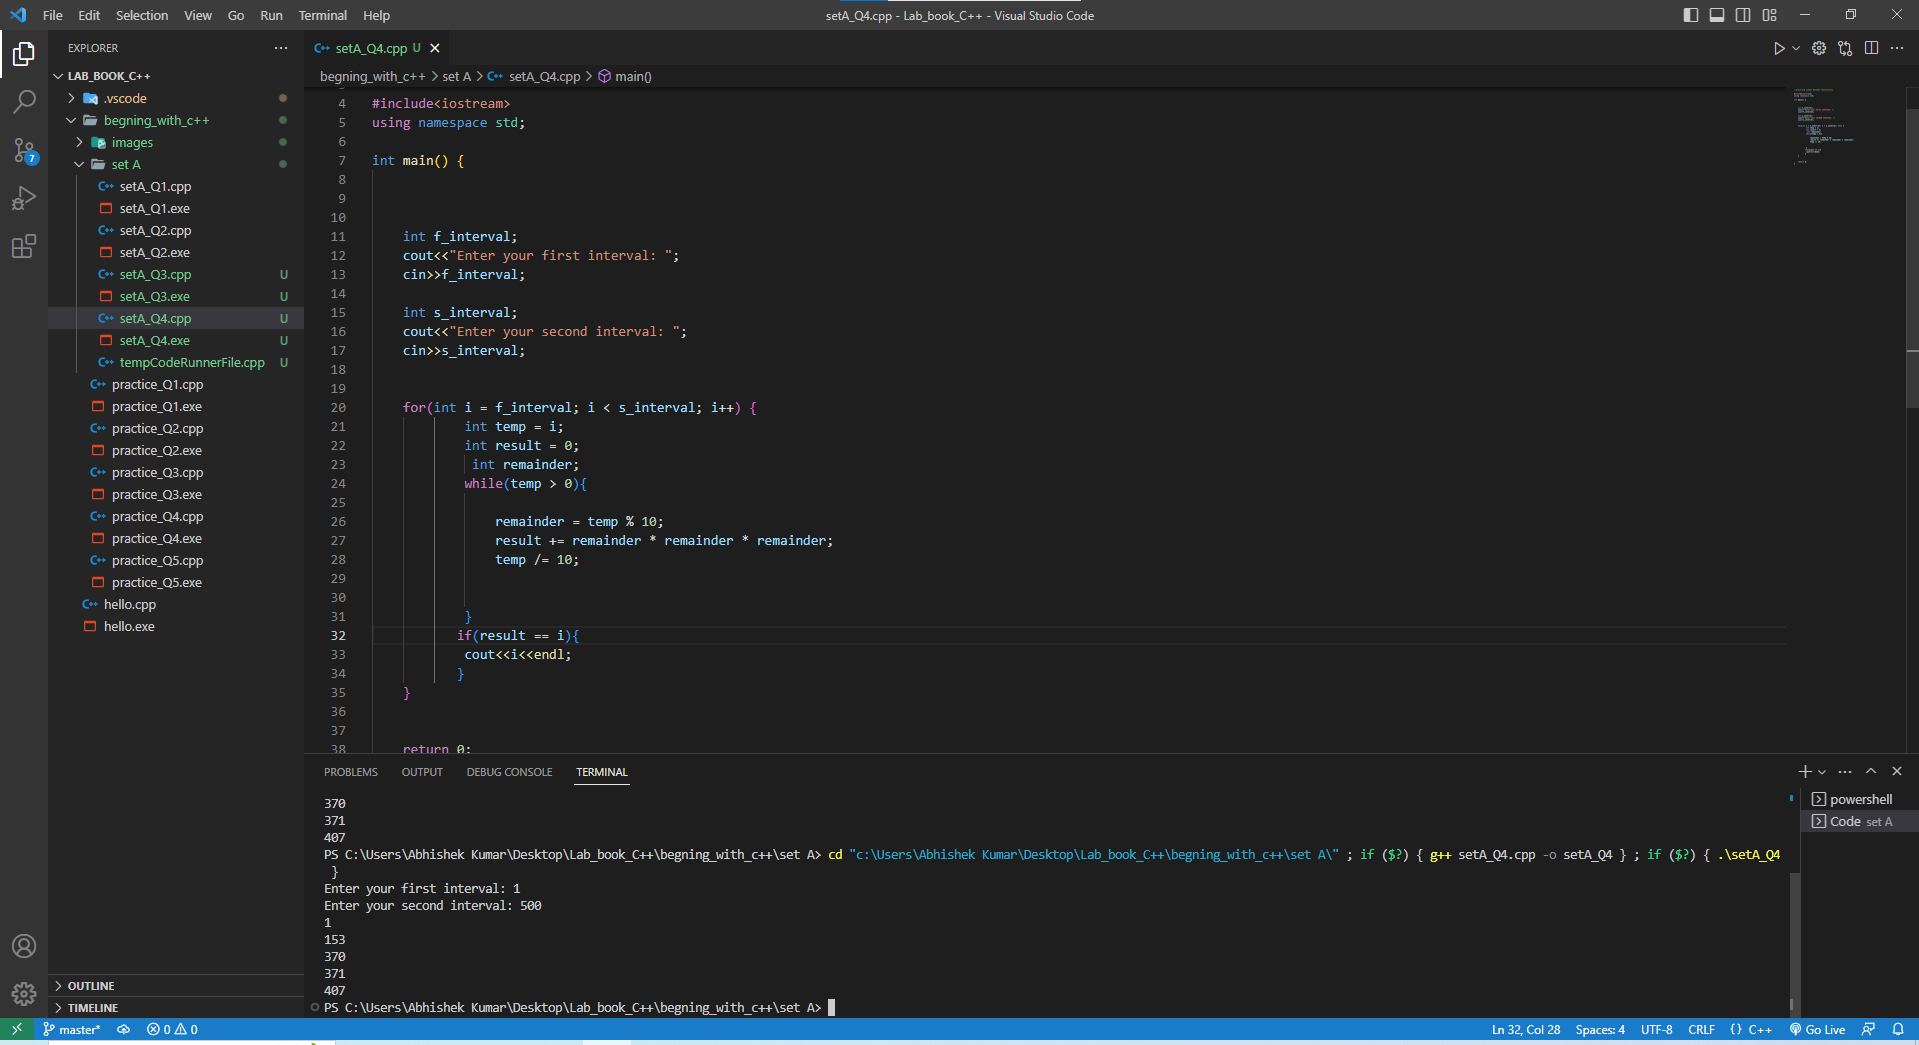 File Edit Selection View Go Run Terminal Help
setA_Q4.cpp - Lab_book_C++ - Visual Studio Code
EXPLORER
LAB_BOOK_C++
.vscode
begning_with_c++
images
set A
setA_Q1.cpp
setA_Q1.exe
setA_Q2.cpp
setA_Q2.exe
setA_Q3.cpp U
setA_Q3.exe U
setA_Q4.cpp U
setA_Q4.exe U
tempCodeRunnerFile.cpp U
practice_Q1.cpp
practice_Q1.exe
practice_Q2.cpp
practice_Q2.exe
practice_Q3.cpp
practice_Q3.exe
practice_Q4.cpp
practice_Q4.exe
practice_Q5.cpp
practice_Q5.exe
hello.cpp
hello.exe
OUTLINE
TIMELINE
7
setA_Q4.cpp U
begning_with_c++ > set A > setA_Q4.cpp > main()
4 #include<iostream>
5 using namespace std;
6
7 int main() {
8
9
10
11 int f_interval;
12 cout<<"Enter your first interval: ";
13 cin>>f_interval;
14
15 int s_interval;
16 cout<<"Enter your second interval: ";
17 cin>>s_interval;
18
19
20 for(int i = f_interval; i < s_interval; i++) {
21 int temp = i;
22 int result = 0;
23 int remainder;
24 while(temp > 0){
25
26 remainder = temp % 10;
27 result += remainder * remainder * remainder;
28 temp /= 10;
29
30
31 }
32 if(result == i){
33 cout<<i<<endl;
34 }
35 }
36
37
38 return 0;
PROBLEMS OUTPUT DEBUG CONSOLE TERMINAL
370
371
407
PS C:\Users\Abhishek Kumar\Desktop\Lab_book_C++\begning_with_c++\set A> cd "c:\Users\Abhishek Kumar\Desktop\Lab_book_C++\begning_with_c++\set A\" ; if ($?) { g++ setA_Q4.cpp -o setA_Q4 } ; if ($?) { .\setA_Q4
}
Enter your first interval: 1
Enter your second interval: 500
1
153
370
371
407
PS C:\Users\Abhishek Kumar\Desktop\Lab_book_C++\begning_with_c++\set A>
powershell
Code set A
master* 0 0
Ln 32, Col 28 Spaces: 4 UTF-8 CRLF {} C++ Go Live